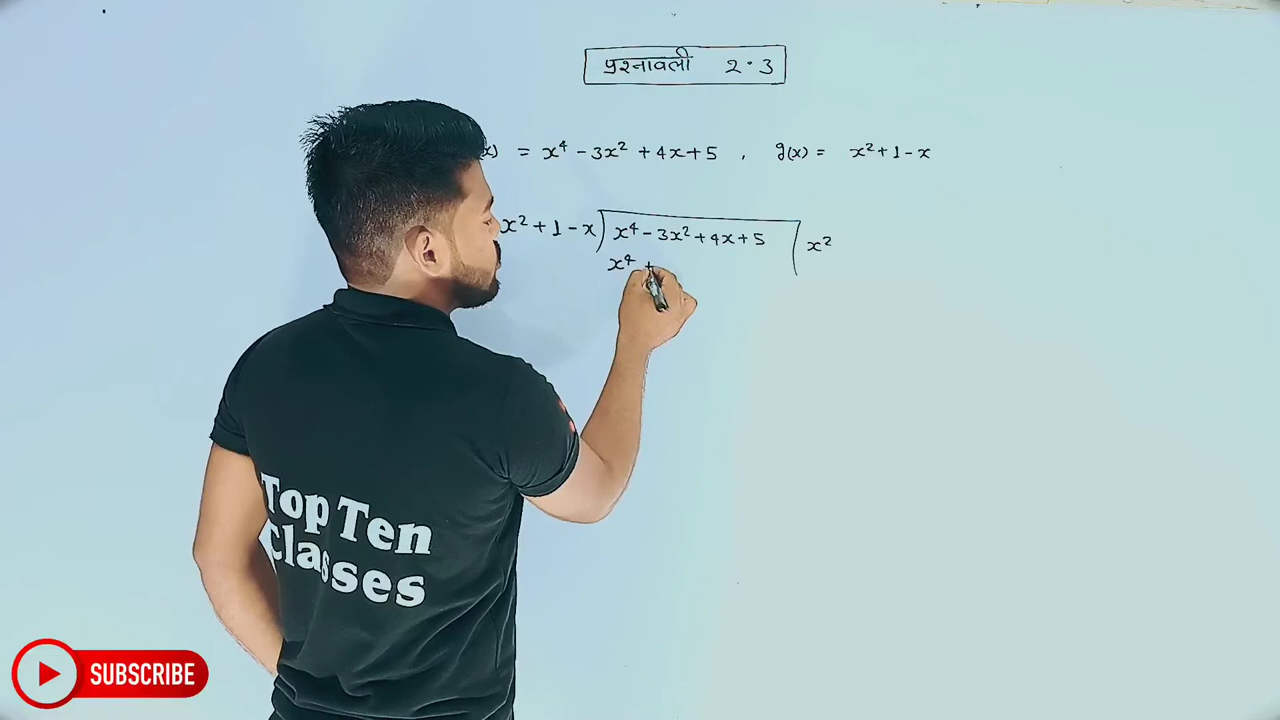 प्रश्नावली 2.3
x) = x⁴ - 3x² + 4x + 5 , g(x) = x² + 1 - x
x² + 1 - x ) x⁴ - 3x² + 4x + 5 ( x²
x⁴ +
Top Ten
Classes
SUBSCRIBE